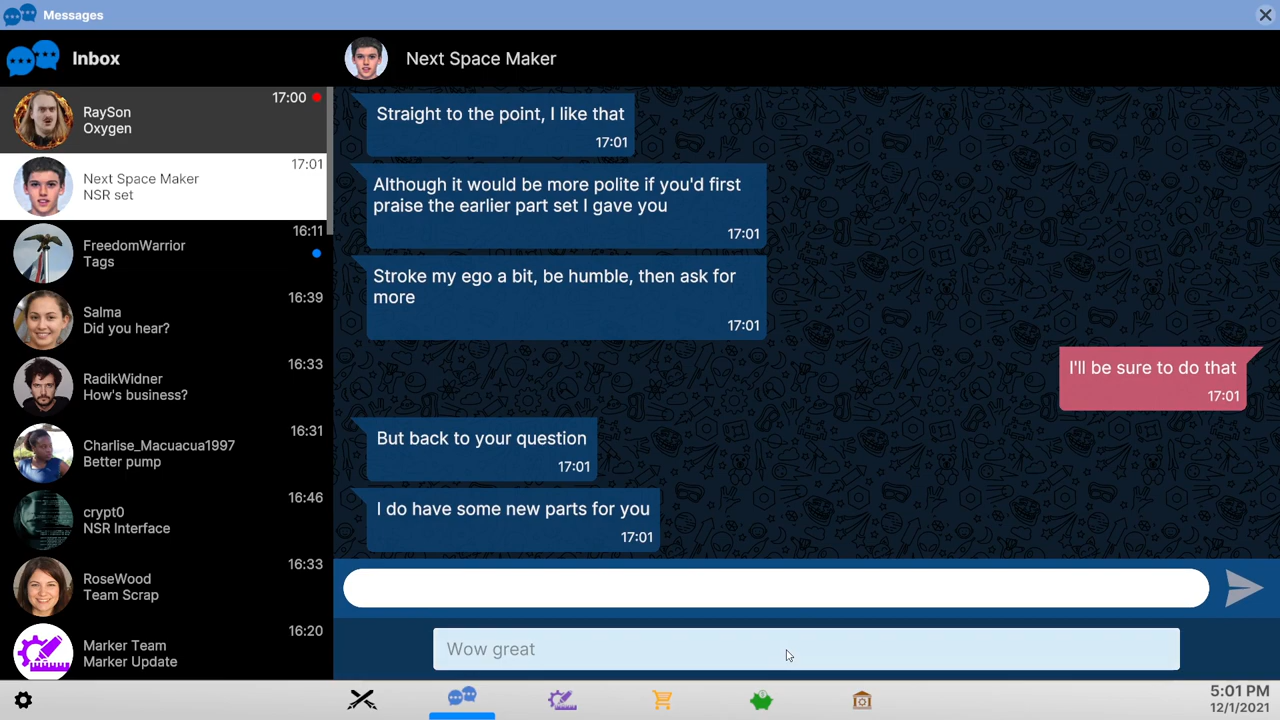 Messages
Inbox
17:00
RaySon
Oxygen
17:01
Next Space Maker
NSR set
16:11
FreedomWarrior
Tags
16:39
Salma
Did you hear?
16:33
RadikWidner
How's business?
16:31
Charlise_Macuacua1997
Better pump
16:46
crypt0
NSR Interface
16:33
RoseWood
Team Scrap
16:20
Marker Team
Marker Update
Next Space Maker
Straight to the point, I like that
17:01
Although it would be more polite if you'd first
praise the earlier part set I gave you
17:01
Stroke my ego a bit, be humble, then ask for
more
17:01
I'll be sure to do that
17:01
But back to your question
17:01
I do have some new parts for you
17:01
Wow great
5:01 PM
12/1/2021